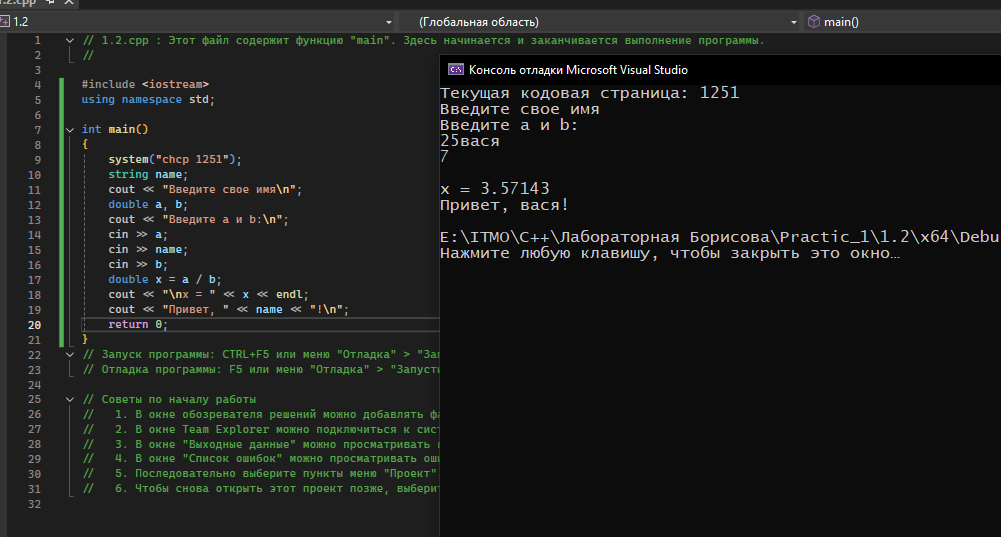 1.2.cpp
1.2
(Глобальная область)
main()
1 // 1.2.cpp : Этот файл содержит функцию "main". Здесь начинается и заканчивается выполнение программы.
2 //
3
4 #include <iostream>
5 using namespace std;
6
7 int main()
8 {
9 system("chcp 1251");
10 string name;
11 cout << "Введите свое имя\n";
12 double a, b;
13 cout << "Введите a и b:\n";
14 cin >> a;
15 cin >> name;
16 cin >> b;
17 double x = a / b;
18 cout << "\nx = " << x << endl;
19 cout << "Привет, " << name << "!\n";
20 return 0;
21 }
22 // Запуск программы: CTRL+F5 или меню "Отладка" > "Зап
23 // Отладка программы: F5 или меню "Отладка" > "Запусти
24
25 // Советы по началу работы
26 // 1. В окне обозревателя решений можно добавлять фа
27 // 2. В окне Team Explorer можно подключиться к сист
28 // 3. В окне "Выходные данные" можно просматривать
29 // 4. В окне "Список ошибок" можно просматривать оши
30 // 5. Последовательно выберите пункты меню "Проект"
31 // 6. Чтобы снова открыть этот проект позже, выберит
32
Консоль отладки Microsoft Visual Studio
Текущая кодовая страница: 1251
Введите свое имя
Введите a и b:
25вася
7
x = 3.57143
Привет, вася!
E:\ITMO\C++\Лабораторная Борисова\Practic_1\1.2\x64\Debu
Нажмите любую клавишу, чтобы закрыть это окно…